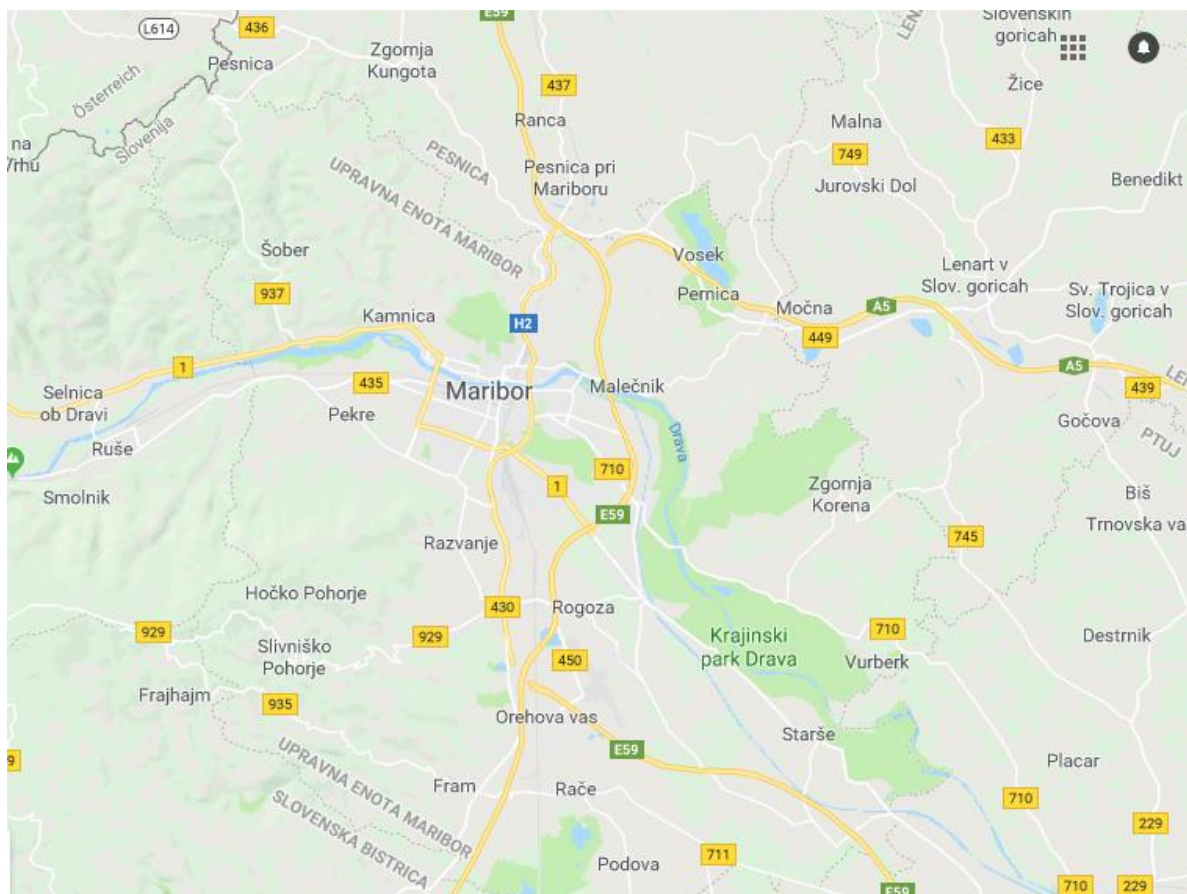 E59
Slovenskih
goricah
L614
436
Zgornja
Kungota
Pesnica
437
Žice
Österreich
Slovenija
Ranca
Malna
433
na
Vrhu
749
PESNICA
Pesnica pri
Mariboru
UPRAVNA ENOTA MARIBOR
Jurovski Dol
Benedikt
Šober
Vosek
Lenart v
Slov. goricah
937
Pernica
Močna
A5
Sv. Trojica v
Slov. goricah
Kamnica
H2
449
1
A5
435
Maribor
Malečnik
439
Selnica
ob Dravi
Pekre
Gočova
PTUJ
Ruše
Drava
710
Smolnik
1
Zgornja
Korena
Biš
E59
Trnovska va
Razvanje
745
Hočko Pohorje
430
Rogoza
929
929
710
Destrnik
Slivniško
Pohorje
Krajinski
park Drava
450
Vurberk
Frajhajm
935
Orehova vas
Starše
E59
UPRAVNA ENOTA MARIBOR
SLOVENSKA BISTRICA
9
Placar
Fram
Rače
710
229
Podova
711
E59
710
229